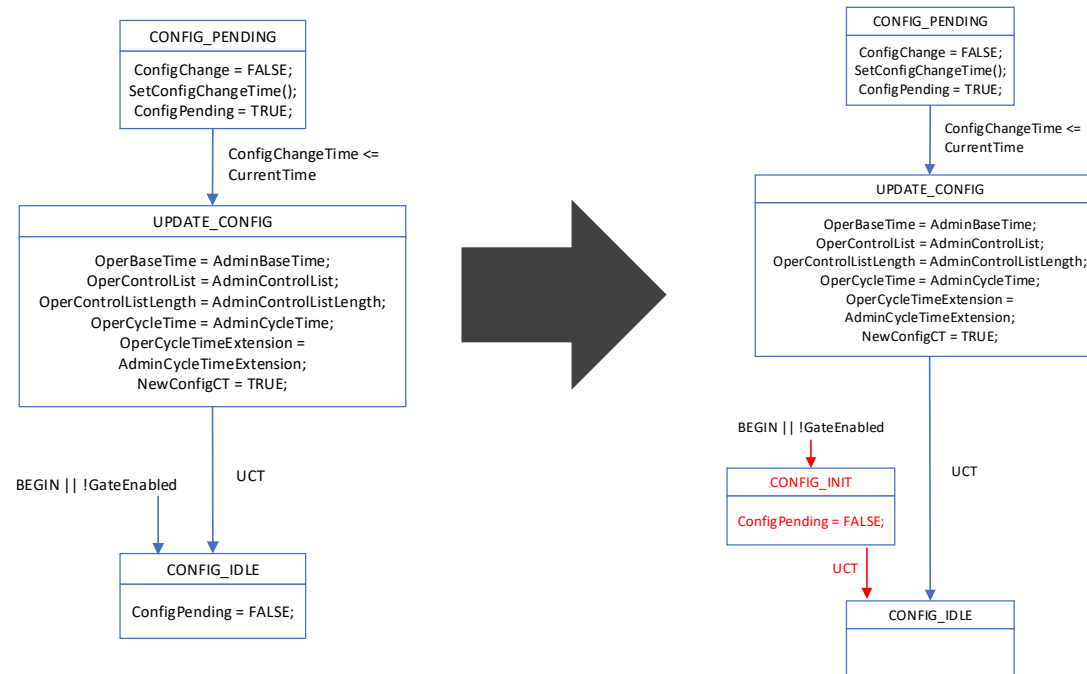 CONFIG_PENDING
ConfigChange = FALSE;
SetConfigChangeTime();
ConfigPending = TRUE;
ConfigChangeTime <=
CurrentTime
UPDATE_CONFIG
OperBaseTime = AdminBaseTime;
OperControlList = AdminControlList;
OperControlListLength = AdminControlListLength;
OperCycleTime = AdminCycleTime;
OperCycleTimeExtension =
AdminCycleTimeExtension;
NewConfigCT = TRUE;
BEGIN || !GateEnabled
UCT
CONFIG_IDLE
ConfigPending = FALSE;
CONFIG_PENDING
ConfigChange = FALSE;
SetConfigChangeTime();
ConfigPending = TRUE;
ConfigChangeTime <=
CurrentTime
UPDATE_CONFIG
OperBaseTime = AdminBaseTime;
OperControlList = AdminControlList;
OperControlListLength = AdminControlListLength;
OperCycleTime = AdminCycleTime;
OperCycleTimeExtension =
AdminCycleTimeExtension;
NewConfigCT = TRUE;
BEGIN || !GateEnabled
UCT
CONFIG_INIT
ConfigPending = FALSE;
UCT
CONFIG_IDLE